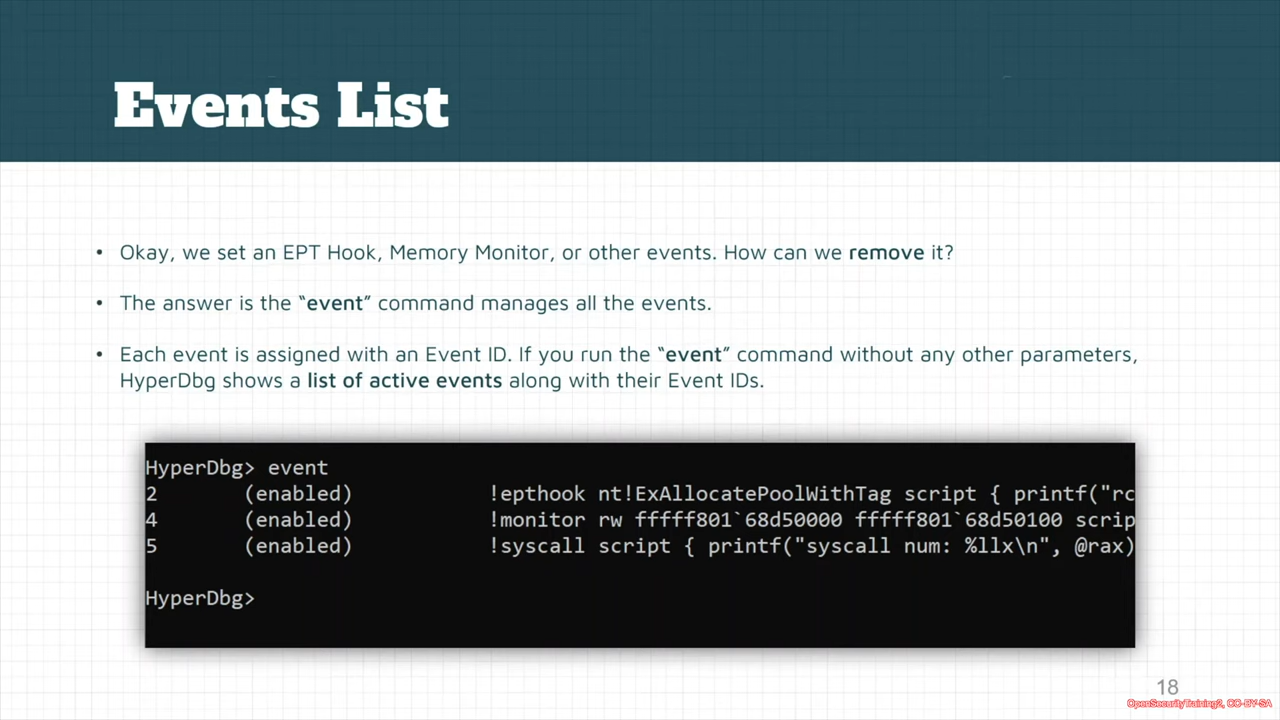 Events List
• Okay, we set an EPT Hook, Memory Monitor, or other events. How can we remove it?
• The answer is the “event” command manages all the events.
• Each event is assigned with an Event ID. If you run the “event” command without any other parameters,
HyperDbg shows a list of active events along with their Event IDs.
HyperDbg> event
2 (enabled) !epthook nt!ExAllocatePoolWithTag script { printf("rc
4 (enabled) !monitor rw fffff801`68d50000 fffff801`68d50100 scrip
5 (enabled) !syscall script { printf("syscall num: %llx\n", @rax)
HyperDbg>
18
OpenSecurityTraining2, CC-BY-SA